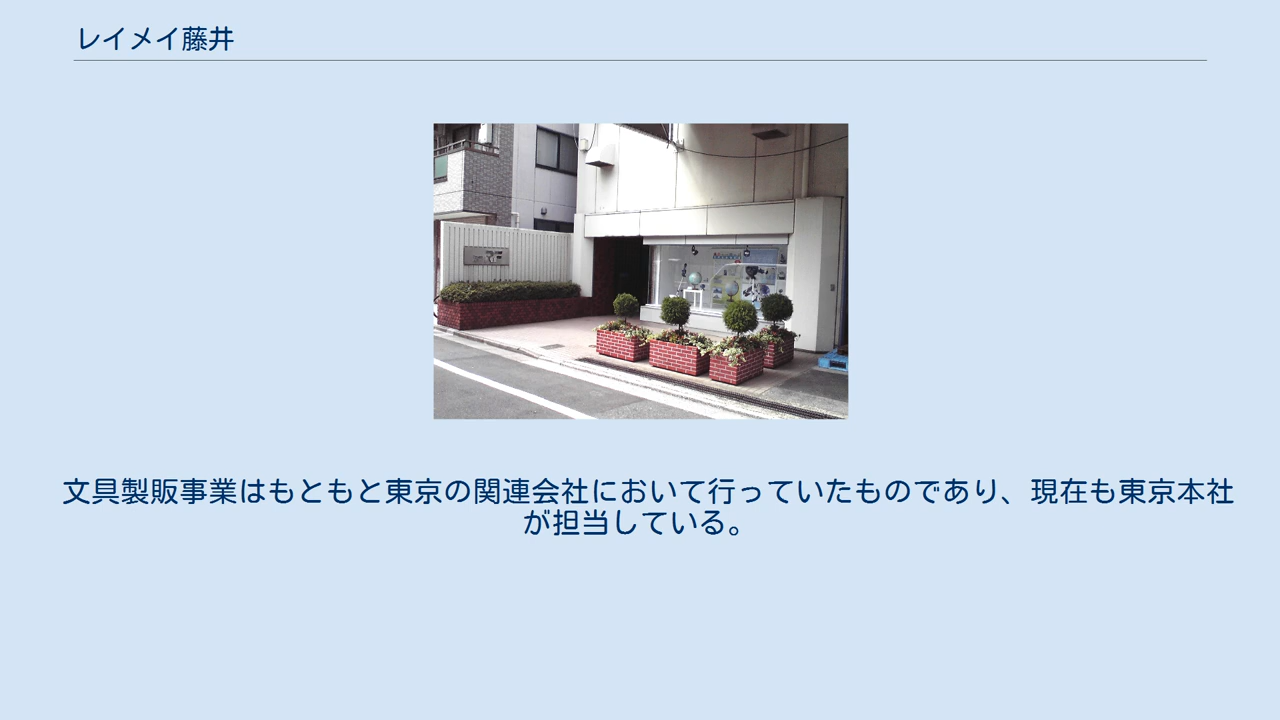 レイメイ藤井
RF
文具製販事業はもともと東京の関連会社において行っていたものであり、現在も東京本社
が担当している。